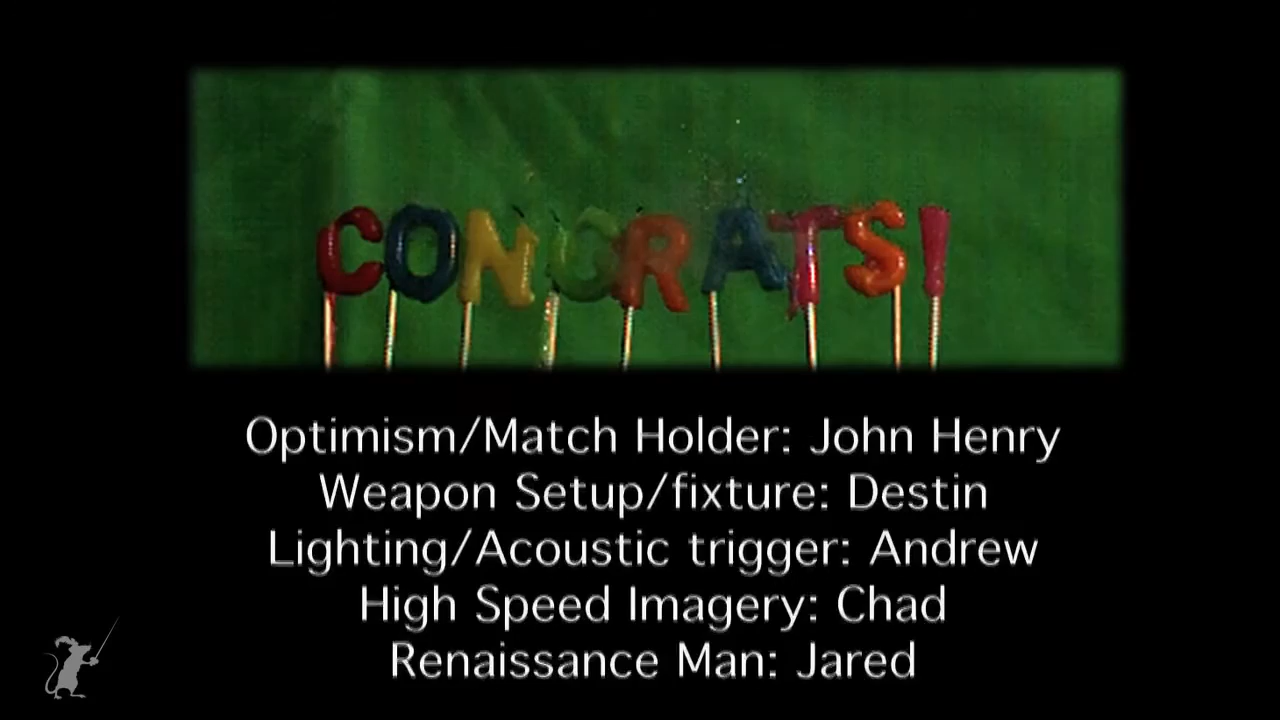 CONGRATS!
Optimism/Match Holder: John Henry
Weapon Setup/fixture: Destin
Lighting/Acoustic trigger: Andrew
High Speed Imagery: Chad
Renaissance Man: Jared